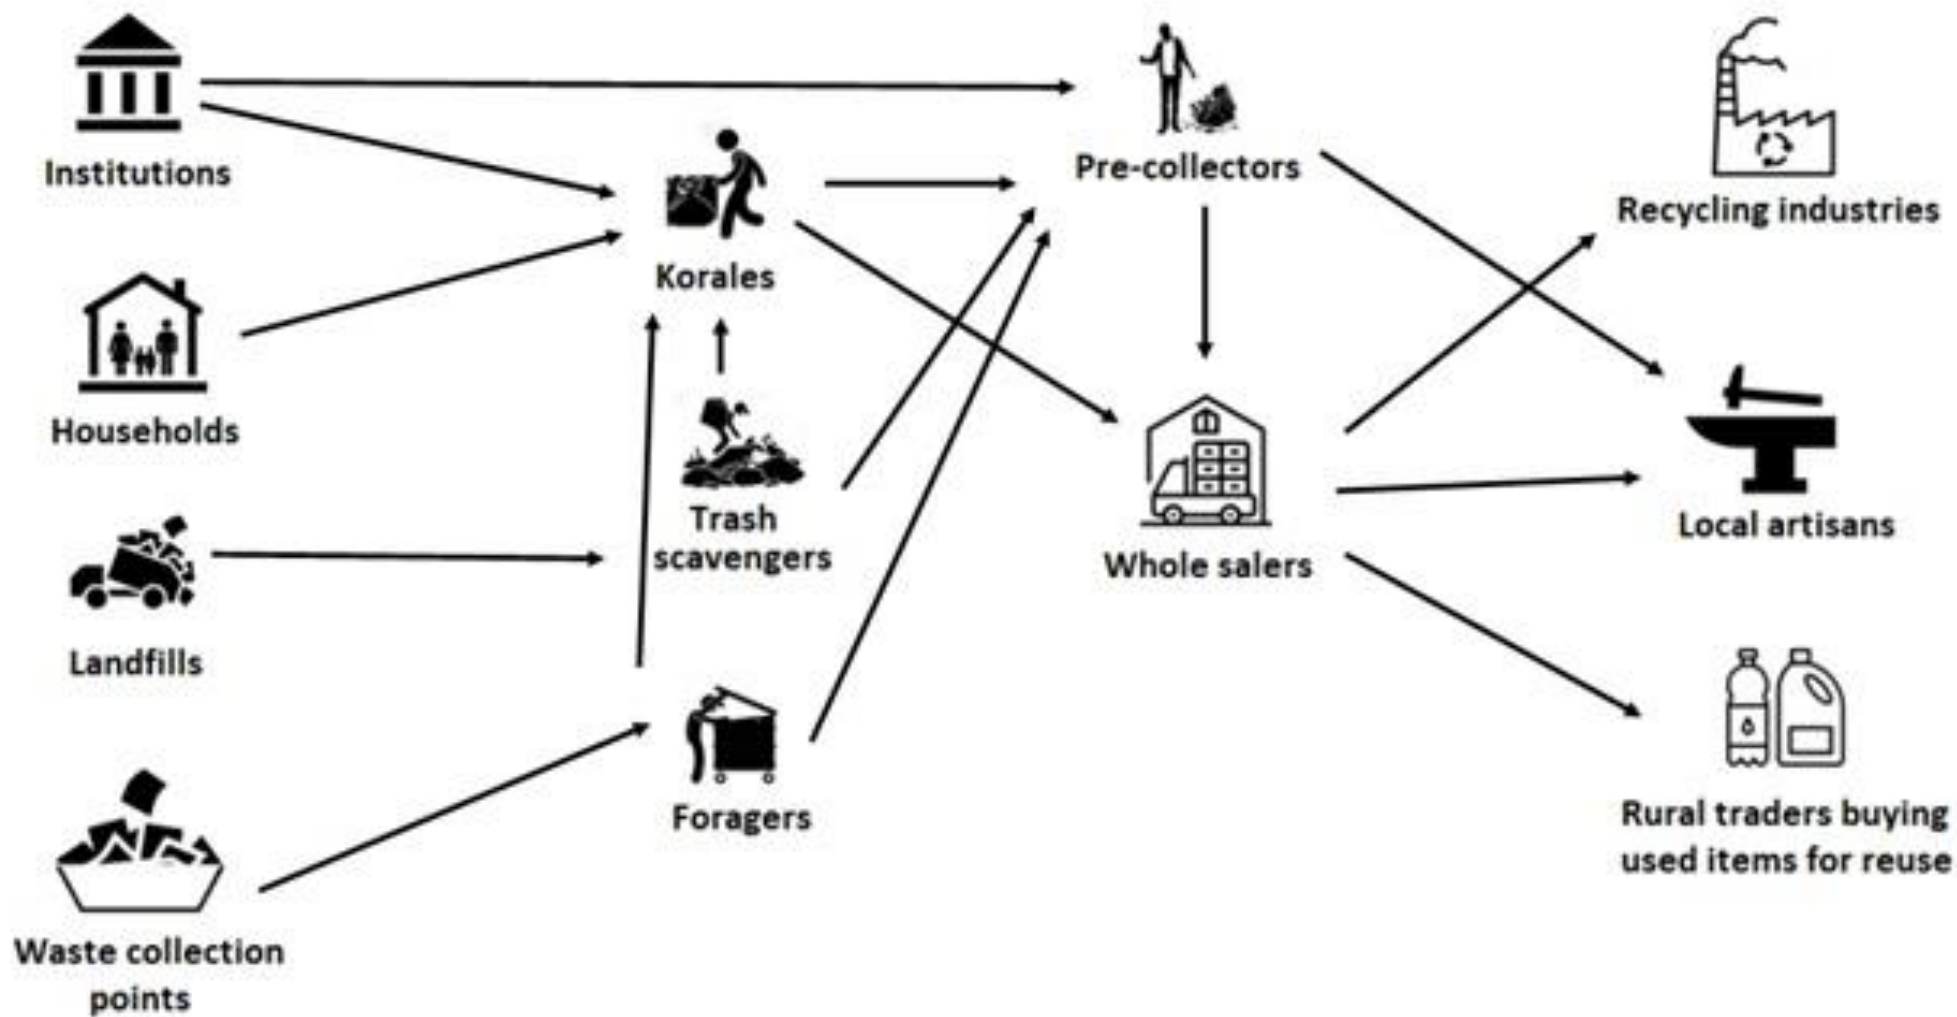 Institutions
Households
Landfills
Waste collection
points
Korales
Trash
scavengers
Foragers
Pre-collectors
Whole salers
Recycling industries
Local artisans
Rural traders buying
used items for reuse